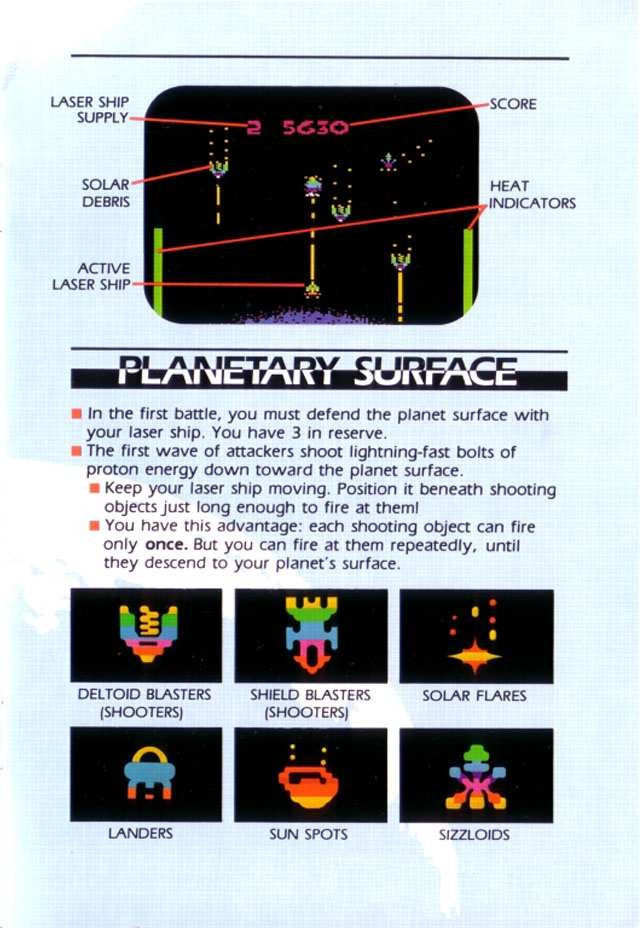 LASER SHIP
SUPPLY
SCORE
2 5630
SOLAR
DEBRIS
HEAT
INDICATORS
ACTIVE
LASER SHIP
PLANETARY SURFACE
■ In the first battle, you must defend the planet surface with
your laser ship. You have 3 in reserve.
■ The first wave of attackers shoot lightning-fast bolts of
proton energy down toward the planet surface.
■ Keep your laser ship moving. Position it beneath shooting
objects just long enough to fire at them!
■ You have this advantage: each shooting object can fire
only once. But you can fire at them repeatedly, until
they descend to your planet's surface.
DELTOID BLASTERS
(SHOOTERS)
SHIELD BLASTERS
(SHOOTERS)
SOLAR FLARES
LANDERS
SUN SPOTS
SIZZLOIDS